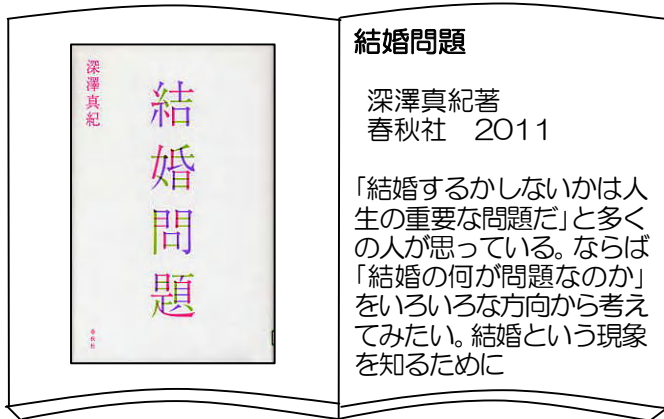 深澤真紀
結婚問題
春秋社
結婚問題
深澤真紀著
春秋社　2011
「結婚するかしないかは人
生の重要な問題だ」と多く
の人が思っている。ならば
「結婚の何が問題なのか」
をいろいろな方向から考え
てみたい。結婚という現象
を知るために